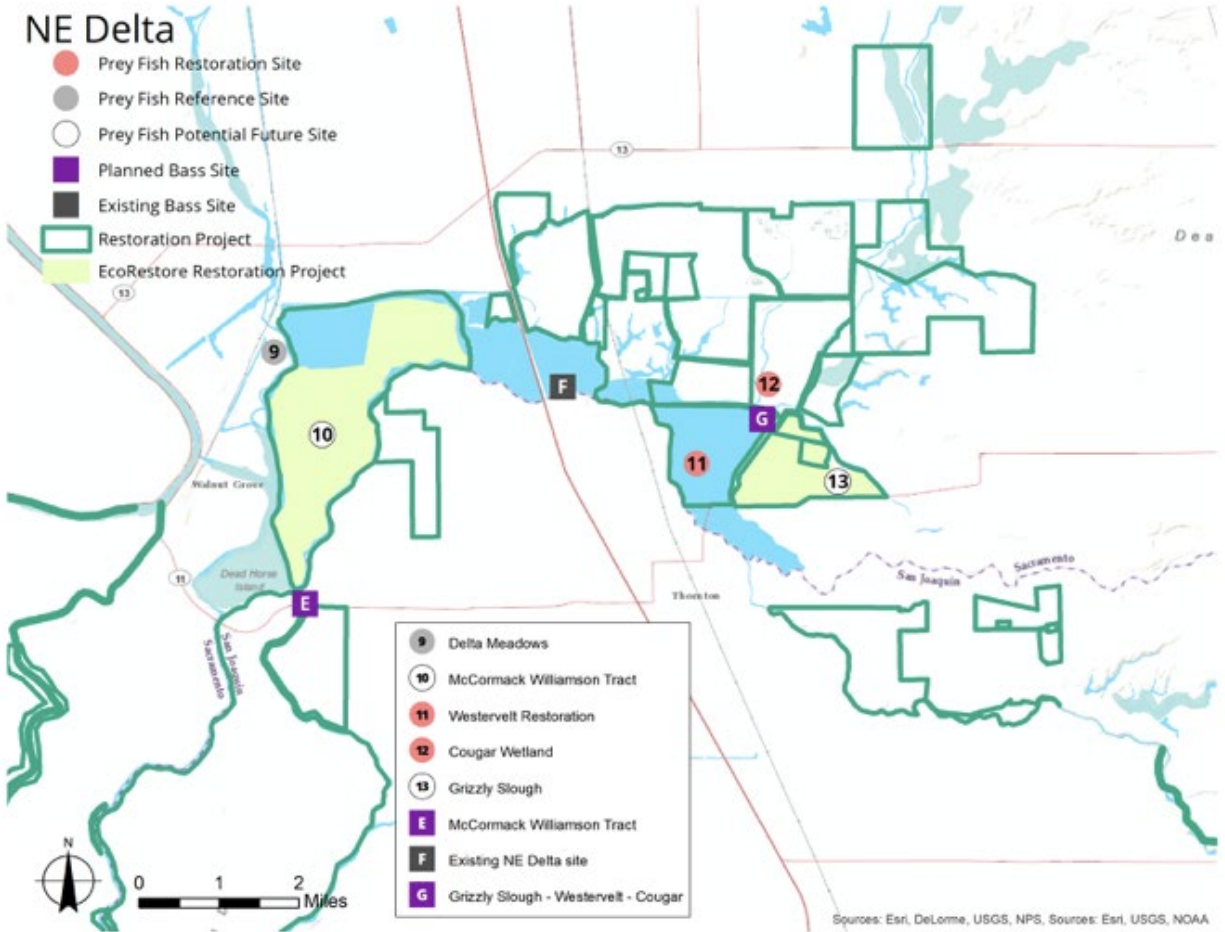 NE Delta
Prey Fish Restoration Site
Prey Fish Reference Site
Prey Fish Potential Future Site
Planned Bass Site
Existing Bass Site
Restoration Project
EcoRestore Restoration Project
13
13
Dea
9
12
F
G
10
11
13
Walnut Grove
Dead Horse
Island
11
Sacramento
San Joaquin
Thornton
E
San Joaquin
Sacramento
9 Delta Meadows
10 McCormack Williamson Tract
11 Westervelt Restoration
12 Cougar Wetland
13 Grizzly Slough
E McCormack Williamson Tract
F Existing NE Delta site
G Grizzly Slough - Westervelt - Cougar
N
0 1 2
Miles
Sources: Esri, DeLorme, USGS, NPS, Sources: Esri, USGS, NOAA